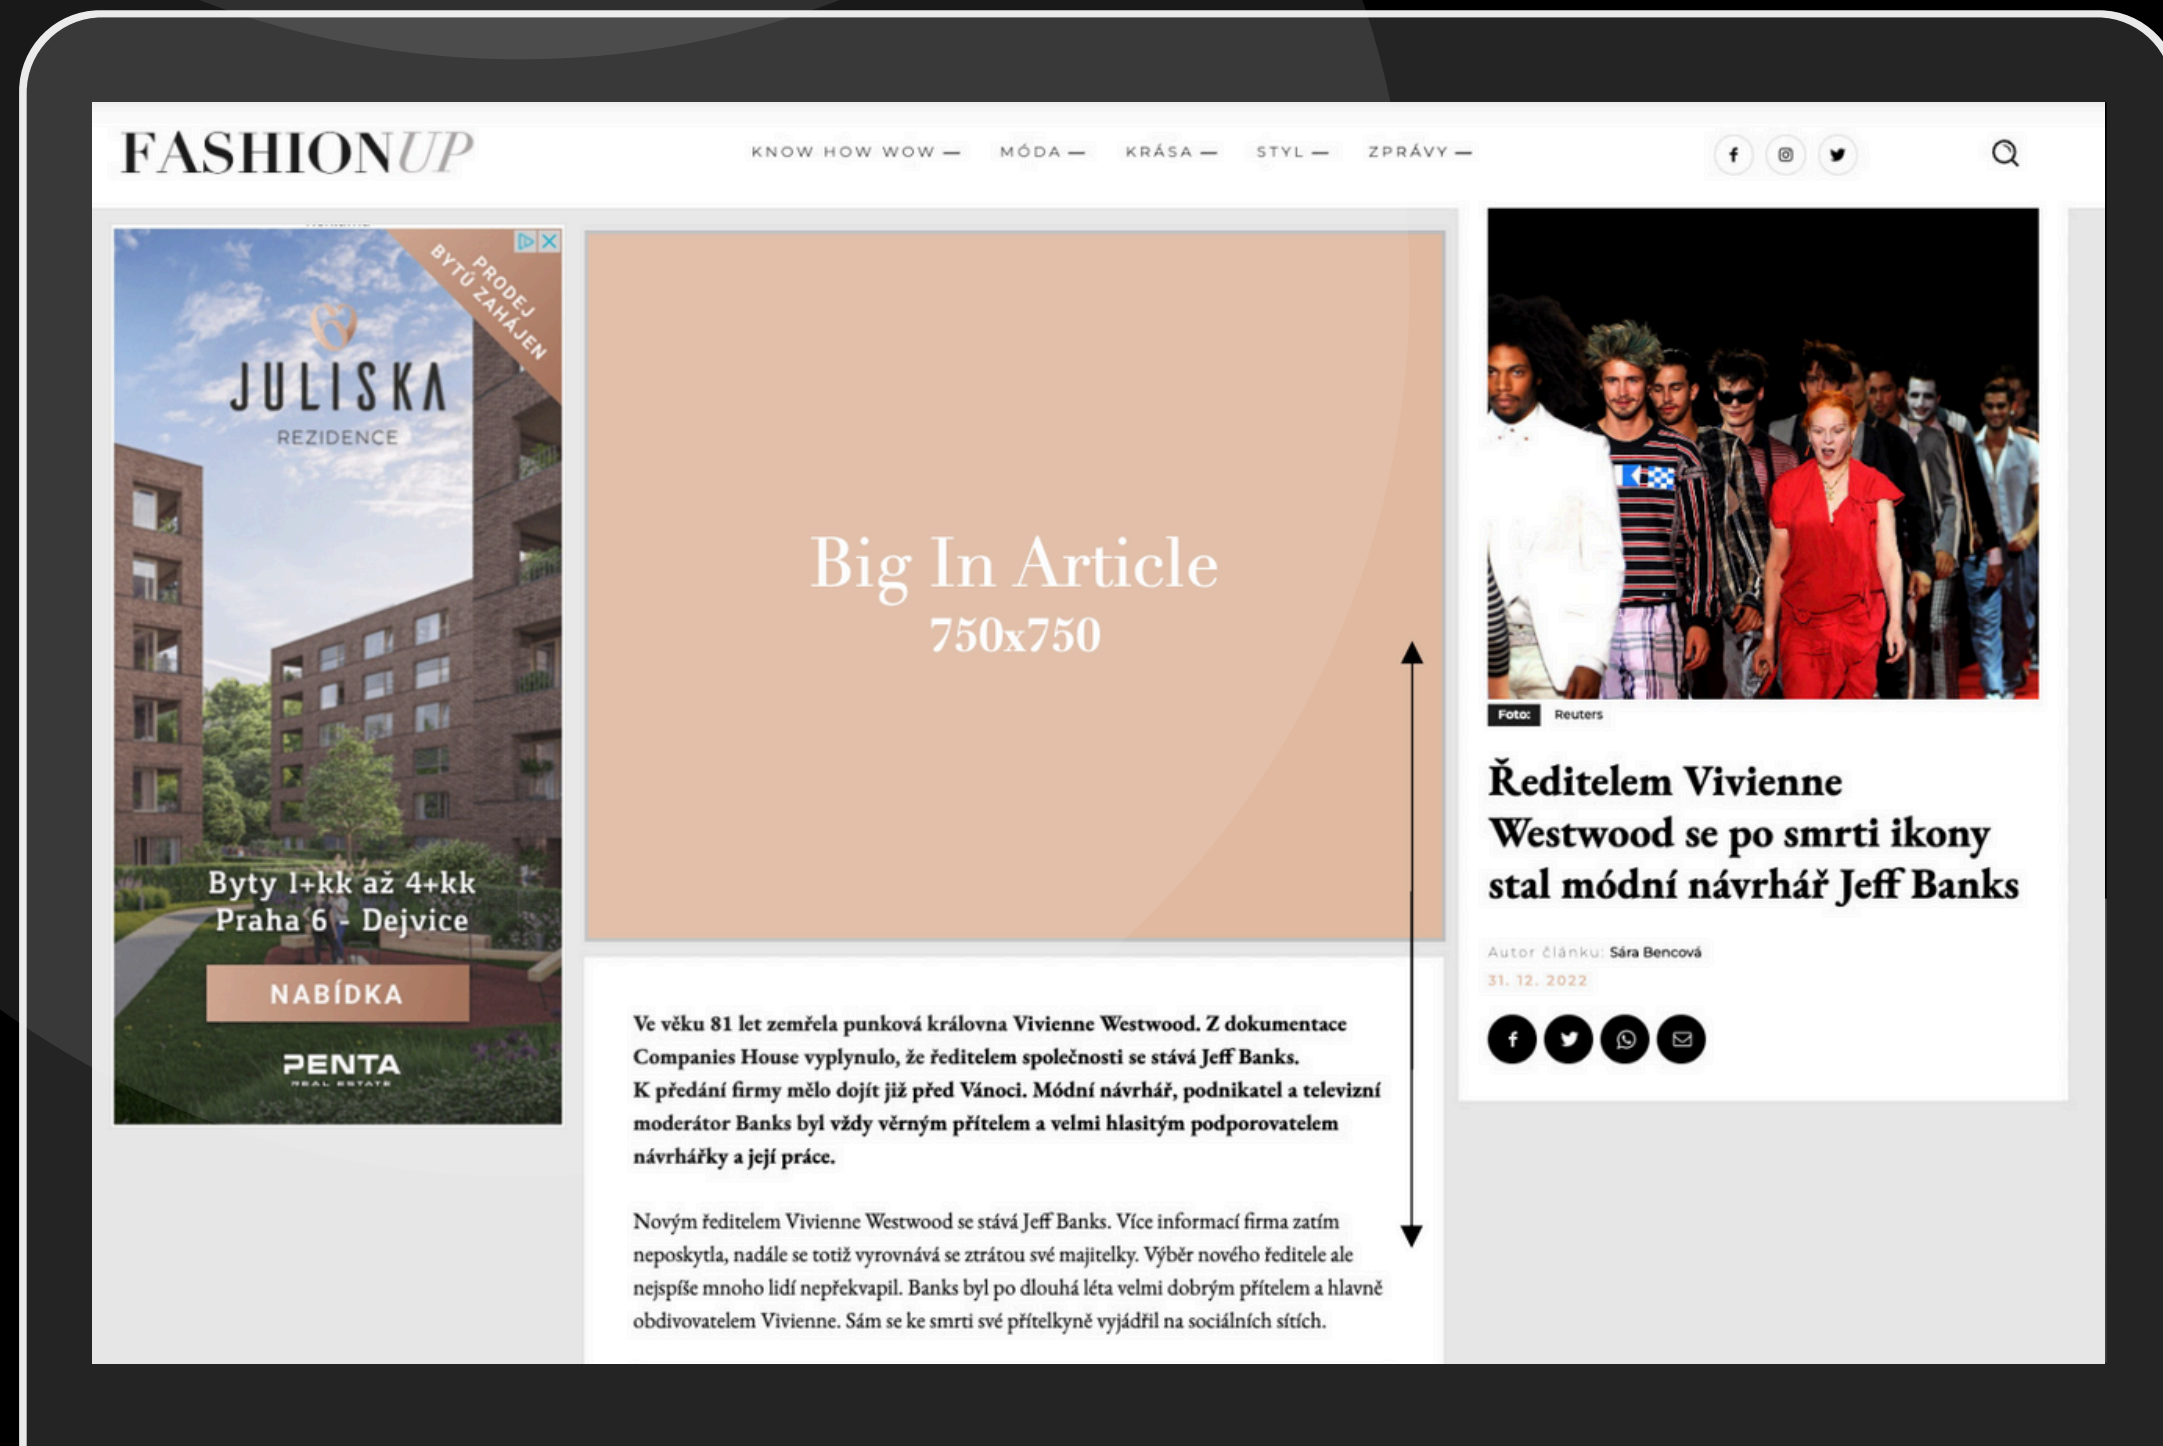 FASHIONUP
KNOW HOW WOW —
MÓDA —
KRÁSA —
STYL —
ZPRÁVY —
PRODEJ
BYTŮ ZAHÁJEN
JULISKA
REZIDENCE
Byty 1+kk až 4+kk
Praha 6 - Dejvice
NABÍDKA
PENTA
REAL ESTATE
Big In Article
750x750
Ve věku 81 let zemřela punková královna Vivienne Westwood. Z dokumentace
Companies House vyplynulo, že ředitelem společnosti se stává Jeff Banks.
K předání firmy mělo dojít již před Vánoci. Módní návrhář, podnikatel a televizní
moderátor Banks byl vždy věrným přítelem a velmi hlasitým podporovatelem
návrhářky a její práce.
Novým ředitelem Vivienne Westwood se stává Jeff Banks. Více informací firma zatím
neposkytla, nadále se totiž vyrovnává se ztrátou své majitelky. Výběr nového ředitele ale
nejspíše mnoho lidí nepřekvapil. Banks byl po dlouhá léta velmi dobrým přítelem a hlavně
obdivovatelem Vivienne. Sám se ke smrti své přítelkyně vyjádřil na sociálních sítích.
Foto: Reuters
Ředitelem Vivienne
Westwood se po smrti ikony
stal módní návrhář Jeff Banks
Autor článku: Sára Bencová
31. 12. 2022